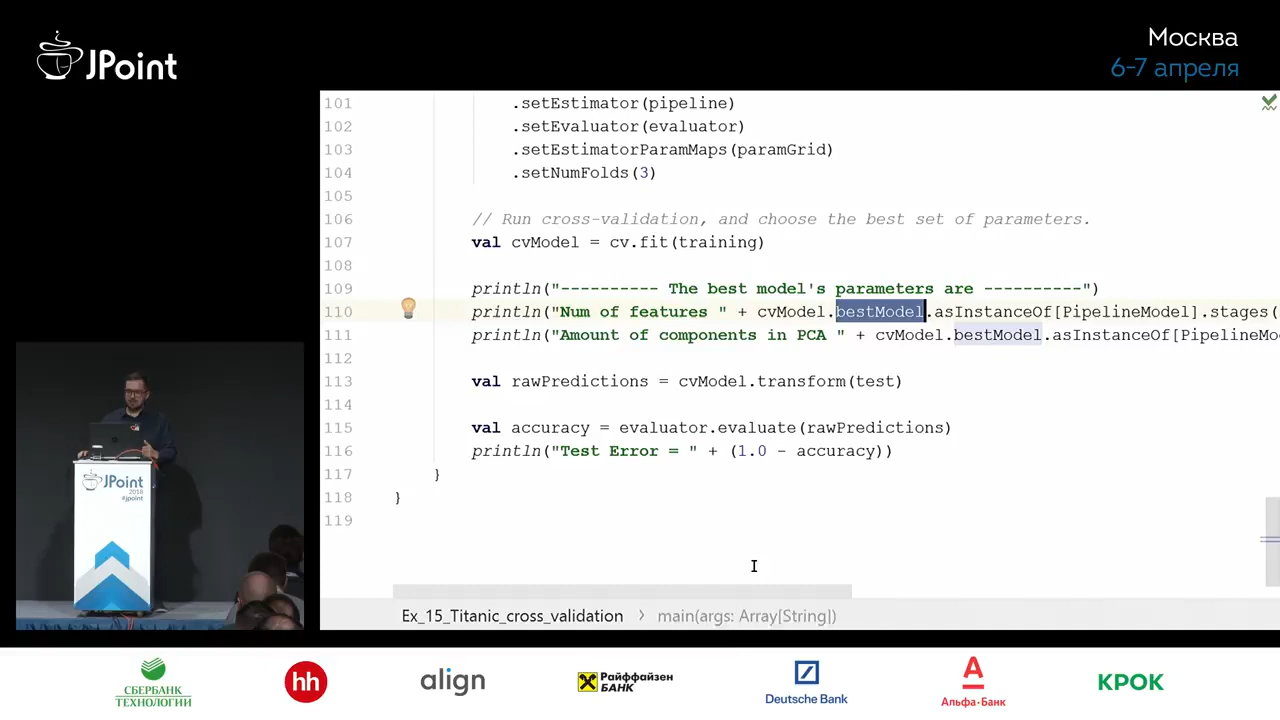 JPoint
Москва
6-7 апреля
101 .setEstimator(pipeline)
102 .setEvaluator(evaluator)
103 .setEstimatorParamMaps(paramGrid)
104 .setNumFolds(3)
105
106 // Run cross-validation, and choose the best set of parameters.
107 val cvModel = cv.fit(training)
108
109 println("---------- The best model's parameters are ----------")
110 println("Num of features " + cvModel.bestModel.asInstanceOf[PipelineModel].stages(
111 println("Amount of components in PCA " + cvModel.bestModel.asInstanceOf[PipelineMo
112
113 val rawPredictions = cvModel.transform(test)
114
115 val accuracy = evaluator.evaluate(rawPredictions)
116 println("Test Error = " + (1.0 - accuracy))
117 }
118 }
119
Ex_15_Titanic_cross_validation > main(args: Array[String])
JPoint
2018
#jpoint
СБЕРБАНК
ТЕХНОЛОГИИ
hh
align
Райффайзен
БАНК
Deutsche Bank
Альфа·Банк
КРОК